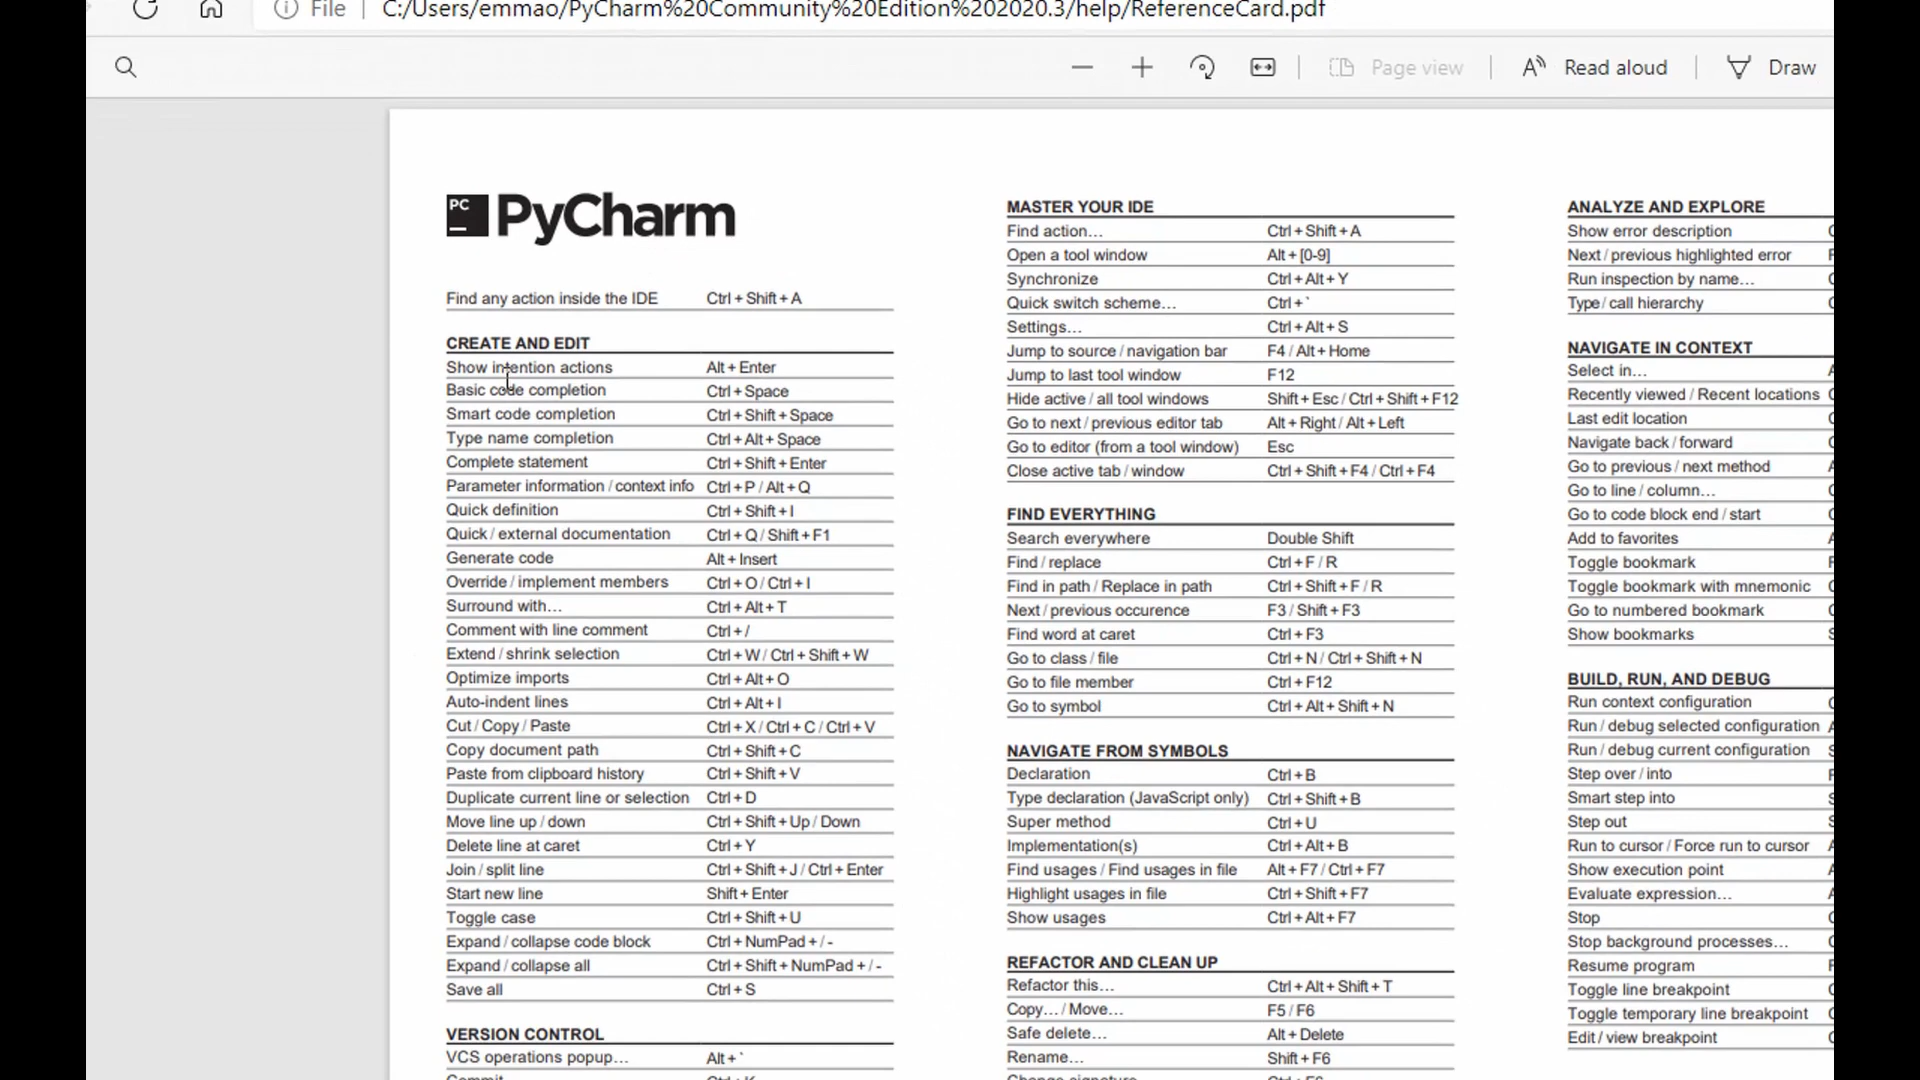 File C:/Users/emmao/PyCharm%20Community%20Edition%202020.3/help/ReferenceCard.pdf
Page view Read aloud Draw
PC PyCharm
Find any action inside the IDE Ctrl + Shift + A
CREATE AND EDIT
Show intention actions Alt + Enter
Basic code completion Ctrl + Space
Smart code completion Ctrl + Shift + Space
Type name completion Ctrl + Alt + Space
Complete statement Ctrl + Shift + Enter
Parameter information / context info Ctrl + P / Alt + Q
Quick definition Ctrl + Shift + I
Quick / external documentation Ctrl + Q / Shift + F1
Generate code Alt + Insert
Override / implement members Ctrl + O / Ctrl + I
Surround with… Ctrl + Alt + T
Comment with line comment Ctrl + /
Extend / shrink selection Ctrl + W / Ctrl + Shift + W
Optimize imports Ctrl + Alt + O
Auto-indent lines Ctrl + Alt + I
Cut / Copy / Paste Ctrl + X / Ctrl + C / Ctrl + V
Copy document path Ctrl + Shift + C
Paste from clipboard history Ctrl + Shift + V
Duplicate current line or selection Ctrl + D
Move line up / down Ctrl + Shift + Up / Down
Delete line at caret Ctrl + Y
Join / split line Ctrl + Shift + J / Ctrl + Enter
Start new line Shift + Enter
Toggle case Ctrl + Shift + U
Expand / collapse code block Ctrl + NumPad + / -
Expand / collapse all Ctrl + Shift + NumPad + / -
Save all Ctrl + S
VERSION CONTROL
VCS operations popup… Alt + `
MASTER YOUR IDE
Find action… Ctrl + Shift + A
Open a tool window Alt + [0-9]
Synchronize Ctrl + Alt + Y
Quick switch scheme… Ctrl + `
Settings… Ctrl + Alt + S
Jump to source / navigation bar F4 / Alt + Home
Jump to last tool window F12
Hide active / all tool windows Shift + Esc / Ctrl + Shift + F12
Go to next / previous editor tab Alt + Right / Alt + Left
Go to editor (from a tool window) Esc
Close active tab / window Ctrl + Shift + F4 / Ctrl + F4
FIND EVERYTHING
Search everywhere Double Shift
Find / replace Ctrl + F / R
Find in path / Replace in path Ctrl + Shift + F / R
Next / previous occurence F3 / Shift + F3
Find word at caret Ctrl + F3
Go to class / file Ctrl + N / Ctrl + Shift + N
Go to file member Ctrl + F12
Go to symbol Ctrl + Alt + Shift + N
NAVIGATE FROM SYMBOLS
Declaration Ctrl + B
Type declaration (JavaScript only) Ctrl + Shift + B
Super method Ctrl + U
Implementation(s) Ctrl + Alt + B
Find usages / Find usages in file Alt + F7 / Ctrl + F7
Highlight usages in file Ctrl + Shift + F7
Show usages Ctrl + Alt + F7
REFACTOR AND CLEAN UP
Refactor this… Ctrl + Alt + Shift + T
Copy… / Move… F5 / F6
Safe delete… Alt + Delete
Rename… Shift + F6
ANALYZE AND EXPLORE
Show error description
Next / previous highlighted error
Run inspection by name…
Type / call hierarchy
NAVIGATE IN CONTEXT
Select in…
Recently viewed / Recent locations
Last edit location
Navigate back / forward
Go to previous / next method
Go to line / column…
Go to code block end / start
Add to favorites
Toggle bookmark
Toggle bookmark with mnemonic
Go to numbered bookmark
Show bookmarks
BUILD, RUN, AND DEBUG
Run context configuration
Run / debug selected configuration
Run / debug current configuration
Step over / into
Smart step into
Step out
Run to cursor / Force run to cursor
Show execution point
Evaluate expression…
Stop
Stop background processes…
Resume program
Toggle line breakpoint
Toggle temporary line breakpoint
Edit / view breakpoint